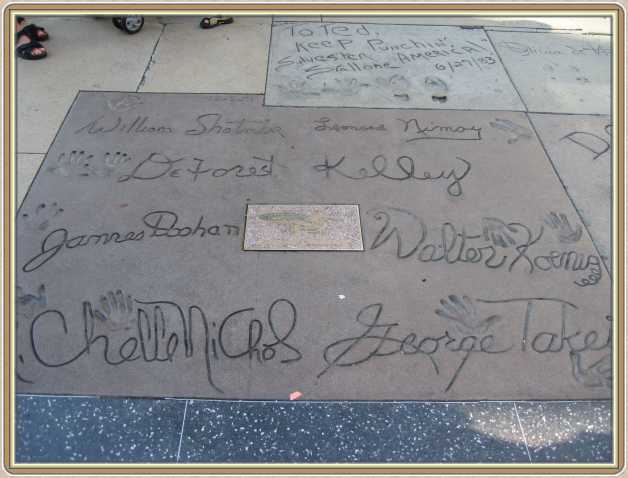 To Ted,
KEEP Punchin' AMERICA!
Sylvester Stallone 6/29/83
William Shatner Leonard Nimoy
DeForest Kelley
James Doohan Walter Koenig
Nichelle Nichols George Takei